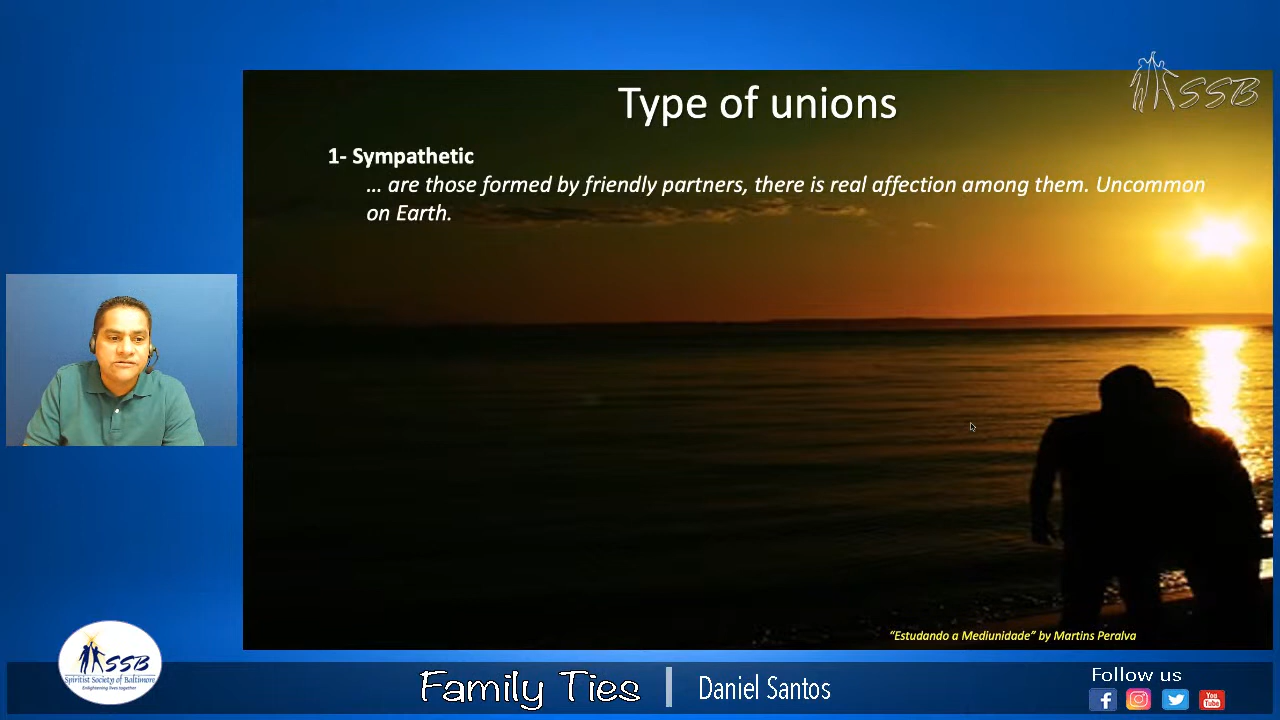 SSB
Type of unions
1- Sympathetic
... are those formed by friendly partners, there is real affection among them. Uncommon
on Earth.
“Estudando a Mediunidade” by Martins Peralva
SSB
Spiritist Society of Baltimore
Enlightening lives together
Family Ties
Daniel Santos
Follow us
You
Tube